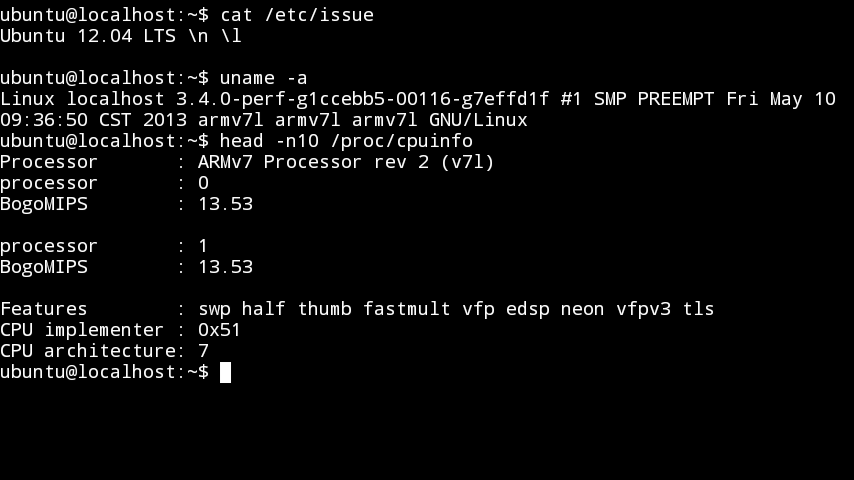 ubuntu@localhost:~$ cat /etc/issue
Ubuntu 12.04 LTS \n \l
ubuntu@localhost:~$ uname -a
Linux localhost 3.4.0-perf-g1ccebb5-00116-g7effd1f #1 SMP PREEMPT Fri May 10
09:36:50 CST 2013 armv7l armv7l armv7l GNU/Linux
ubuntu@localhost:~$ head -n10 /proc/cpuinfo
Processor       : ARMv7 Processor rev 2 (v7l)
processor       : 0
BogoMIPS        : 13.53
processor       : 1
BogoMIPS        : 13.53
Features        : swp half thumb fastmult vfp edsp neon vfpv3 tls
CPU implementer : 0x51
CPU architecture: 7
ubuntu@localhost:~$